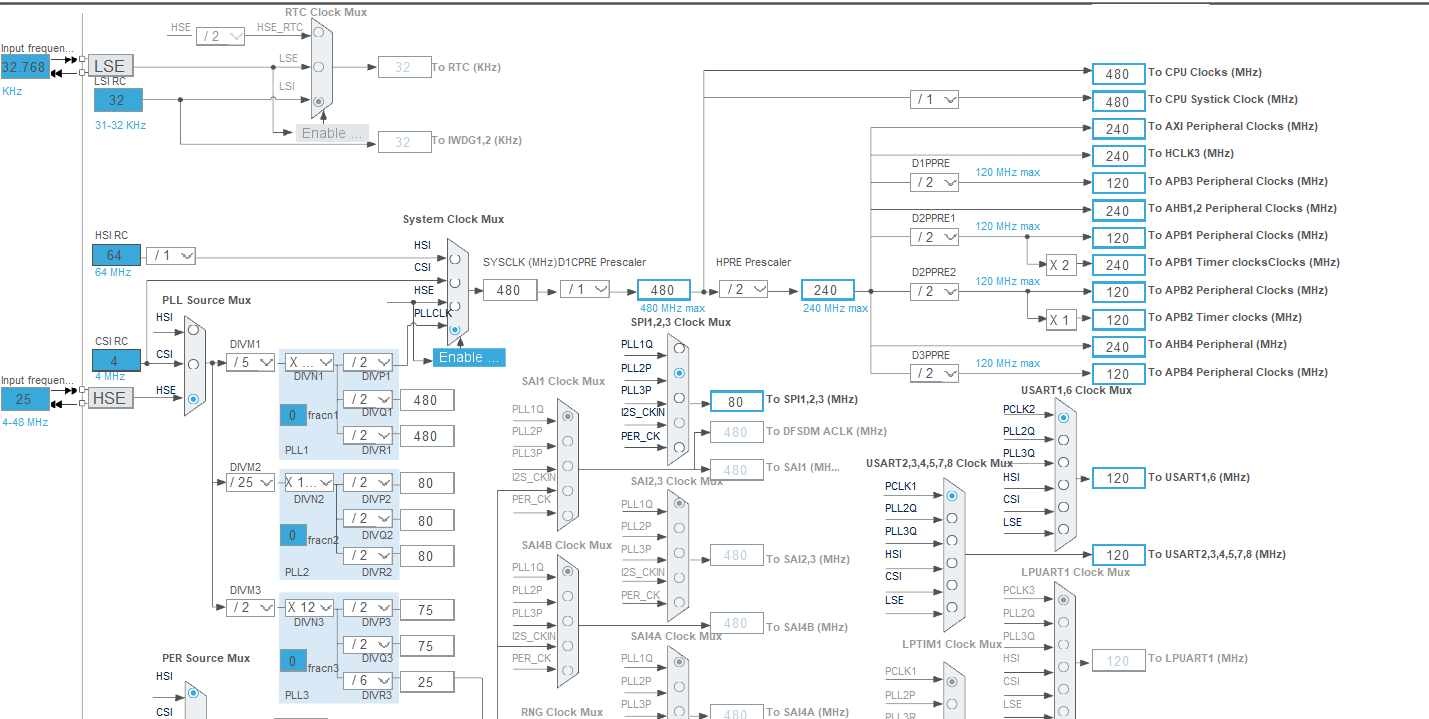 RTC Clock Mux
HSE
/ 2
HSE_RTC
Input frequen...
32.768
KHz
LSE
LSE
32
To RTC (KHz)
LSI RC
32
LSI
31-32 KHz
Enable ...
32
To IWDG1,2 (KHz)
480
To CPU Clocks (MHz)
/ 1
480
To CPU Systick Clock (MHz)
240
To AXI Peripheral Clocks (MHz)
240
To HCLK3 (MHz)
D1PPRE
/ 2
120 MHz max
120
To APB3 Peripheral Clocks (MHz)
240
To AHB1,2 Peripheral Clocks (MHz)
D2PPRE1
/ 2
120 MHz max
120
To APB1 Peripheral Clocks (MHz)
X 2
240
To APB1 Timer clocksClocks (MHz)
D2PPRE2
/ 2
120 MHz max
120
To APB2 Peripheral Clocks (MHz)
X 1
120
To APB2 Timer clocks (MHz)
240
To AHB4 Peripheral (MHz)
D3PPRE
/ 2
120 MHz max
120
To APB4 Peripheral Clocks (MHz)
System Clock Mux
HSI RC
64
64 MHz
/ 1
HSI
CSI
HSE
PLLCLK
SYSCLK (MHz)
480
D1CPRE Prescaler
/ 1
480
480 MHz max
HPRE Prescaler
/ 2
240
240 MHz max
Enable ...
PLL Source Mux
HSI
CSI
HSE
CSI RC
4
4 MHz
Input frequen...
25
4-48 MHz
HSE
DIVM1
/ 5
X ...
DIVN1
/ 2
DIVP1
0
fracn1
/ 2
DIVQ1
480
/ 2
DIVR1
480
PLL1
DIVM2
/ 25
X 1...
DIVN2
/ 2
DIVP2
80
0
fracn2
/ 2
DIVQ2
80
/ 2
DIVR2
80
PLL2
DIVM3
/ 2
X 12
DIVN3
/ 2
DIVP3
75
0
fracn3
/ 2
DIVQ3
75
/ 6
DIVR3
25
PLL3
PER Source Mux
HSI
CSI
SPI1,2,3 Clock Mux
PLL1Q
PLL2P
PLL3P
I2S_CKIN
PER_CK
80
To SPI1,2,3 (MHz)
SAI1 Clock Mux
PLL1Q
PLL2P
PLL3P
I2S_CKIN
PER_CK
480
To DFSDM ACLK (MHz)
480
To SAI1 (MH...
SAI2,3 Clock Mux
PLL1Q
PLL2P
PLL3P
I2S_CKIN
PER_CK
480
To SAI2,3 (MHz)
SAI4B Clock Mux
PLL1Q
PLL2P
PLL3P
I2S_CKIN
PER_CK
480
To SAI4B (MHz)
SAI4A Clock Mux
PLL1Q
PLL2P
PLL3P
480
To SAI4A (MHz)
RNG Clock Mux
USART1,6 Clock Mux
PCLK2
PLL2Q
PLL3Q
HSI
CSI
LSE
120
To USART1,6 (MHz)
USART2,3,4,5,7,8 Clock Mux
PCLK1
PLL2Q
PLL3Q
HSI
CSI
LSE
120
To USART2,3,4,5,7,8 (MHz)
LPUART1 Clock Mux
PCLK3
PLL2Q
PLL3Q
HSI
CSI
LSE
120
To LPUART1 (MHz)
LPTIM1 Clock Mux
PCLK1
PLL2P
PLL3R